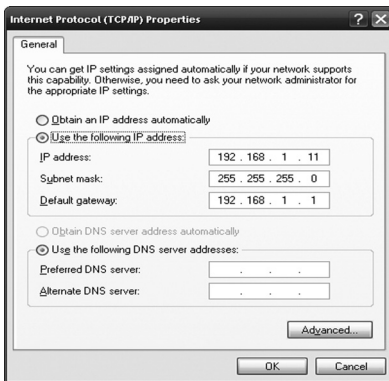 Internet Protocol (TCP/IP) Properties
General
You can get IP settings assigned automatically if your network supports
this capability. Otherwise, you need to ask your network administrator for
the appropriate IP settings.
Obtain an IP address automatically
Use the following IP address:
IP address: 192 . 168 . 1 . 11
Subnet mask: 255 . 255 . 255 . 0
Default gateway: 192 . 168 . 1 . 1
Obtain DNS server address automatically
Use the following DNS server addresses:
Preferred DNS server: . . .
Alternate DNS server: . . .
Advanced...
OK Cancel